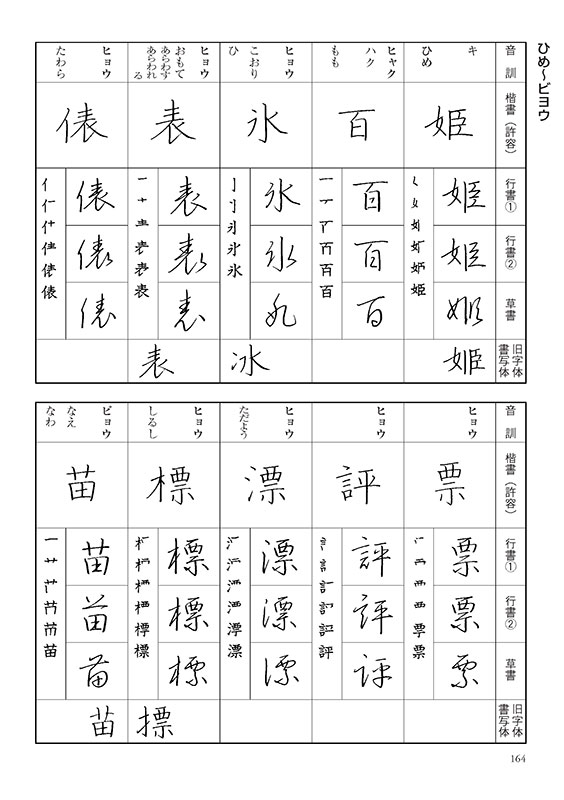 ひめ〜ビヨウ
音 訓
楷書（許容）
行書①
行書②
草書
旧字体
書写体
キ
ひめ
姫
姫
姫
姫
姫
ヒャク
ハク
もも
百
百
百
百
ヒョウ
こおり
ひ
氷
氷
氷
氷
冰
ヒョウ
おもて
あらわす
あらわれる
表
表
表
表
表
ヒョウ
たわら
俵
俵
俵
俵
音 訓
楷書（許容）
行書①
行書②
草書
旧字体
書写体
ヒョウ
票
票
票
票
ヒョウ
評
評
評
評
ヒョウ
ただよう
漂
漂
漂
漂
ヒョウ
しるし
標
標
標
標
標
ビョウ
なえ
なわ
苗
苗
苗
苗
苗
164